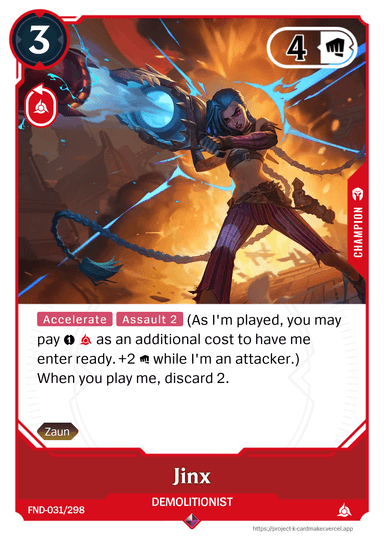 3
4
CHAMPION
Accelerate Assault 2 (As I'm played, you may
pay 1 as an additional cost to have me
enter ready. +2 while I'm an attacker.)
When you play me, discard 2.
Zaun
Jinx
DEMOLITIONIST
FND-031/298
https://project-k-cardmaker.vercel.app/